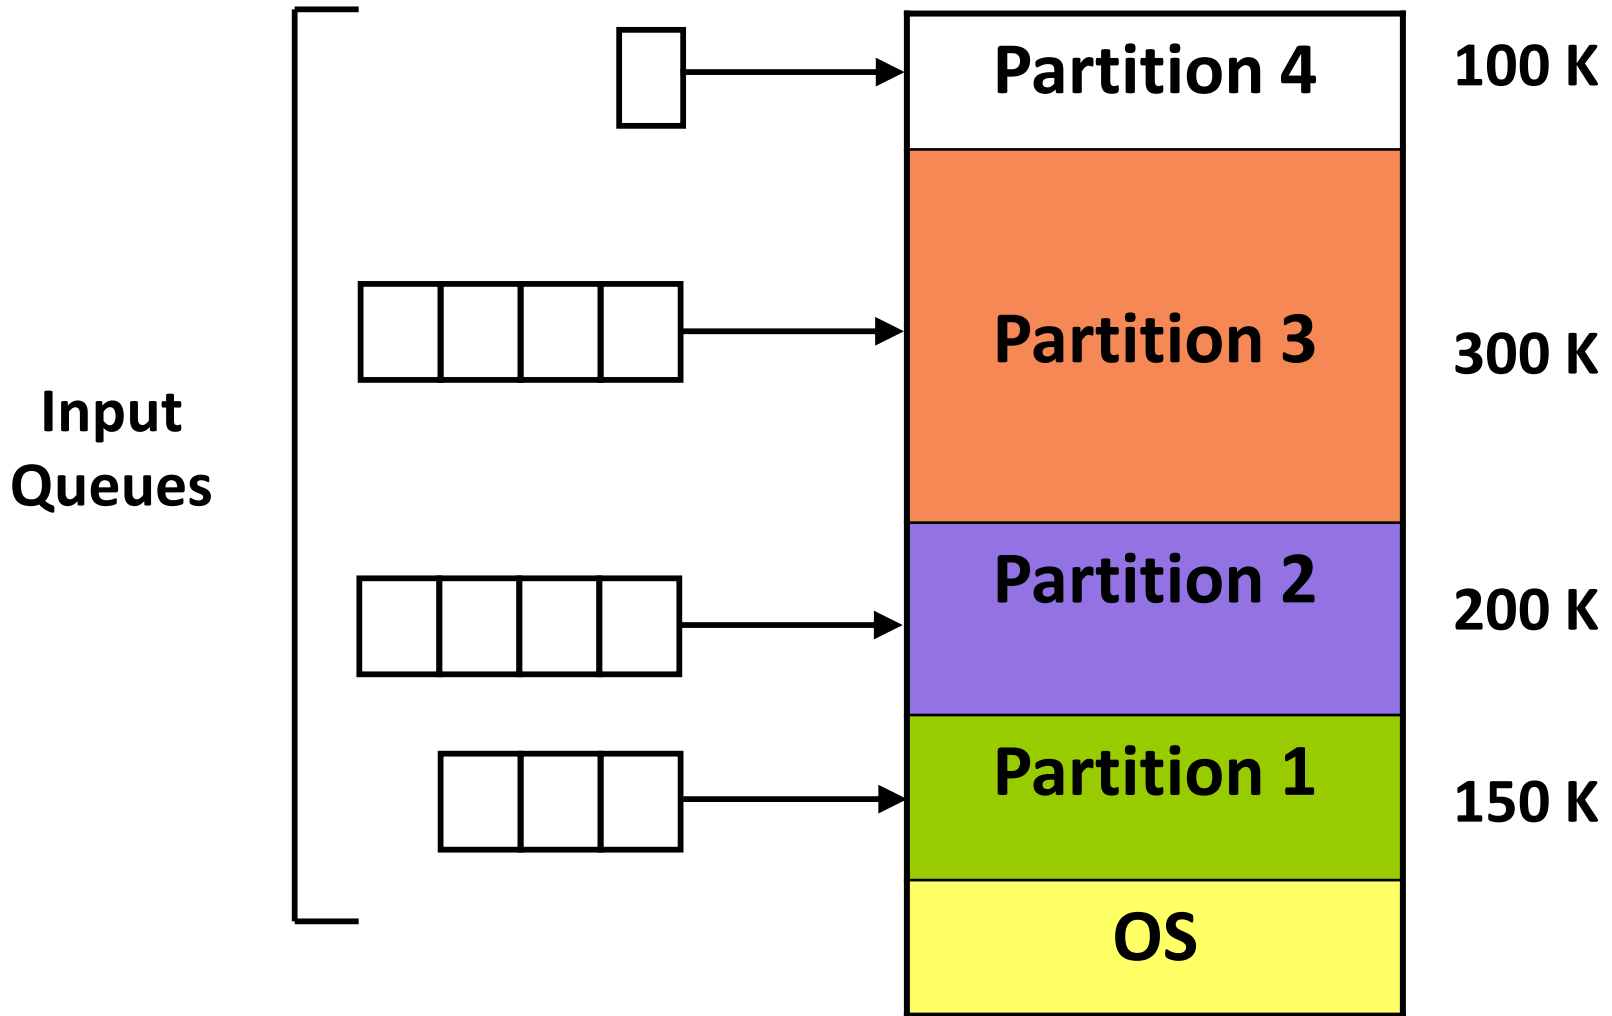 Partition 4
100 K
Partition 3
300 K
Input
Queues
Partition 2
200 K
Partition 1
150 K
OS